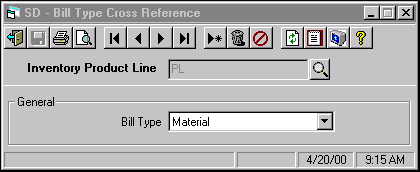 SD - Bill Type Cross Reference
Inventory Product Line PL
General
Bill Type Material
4/20/00 9:15 AM